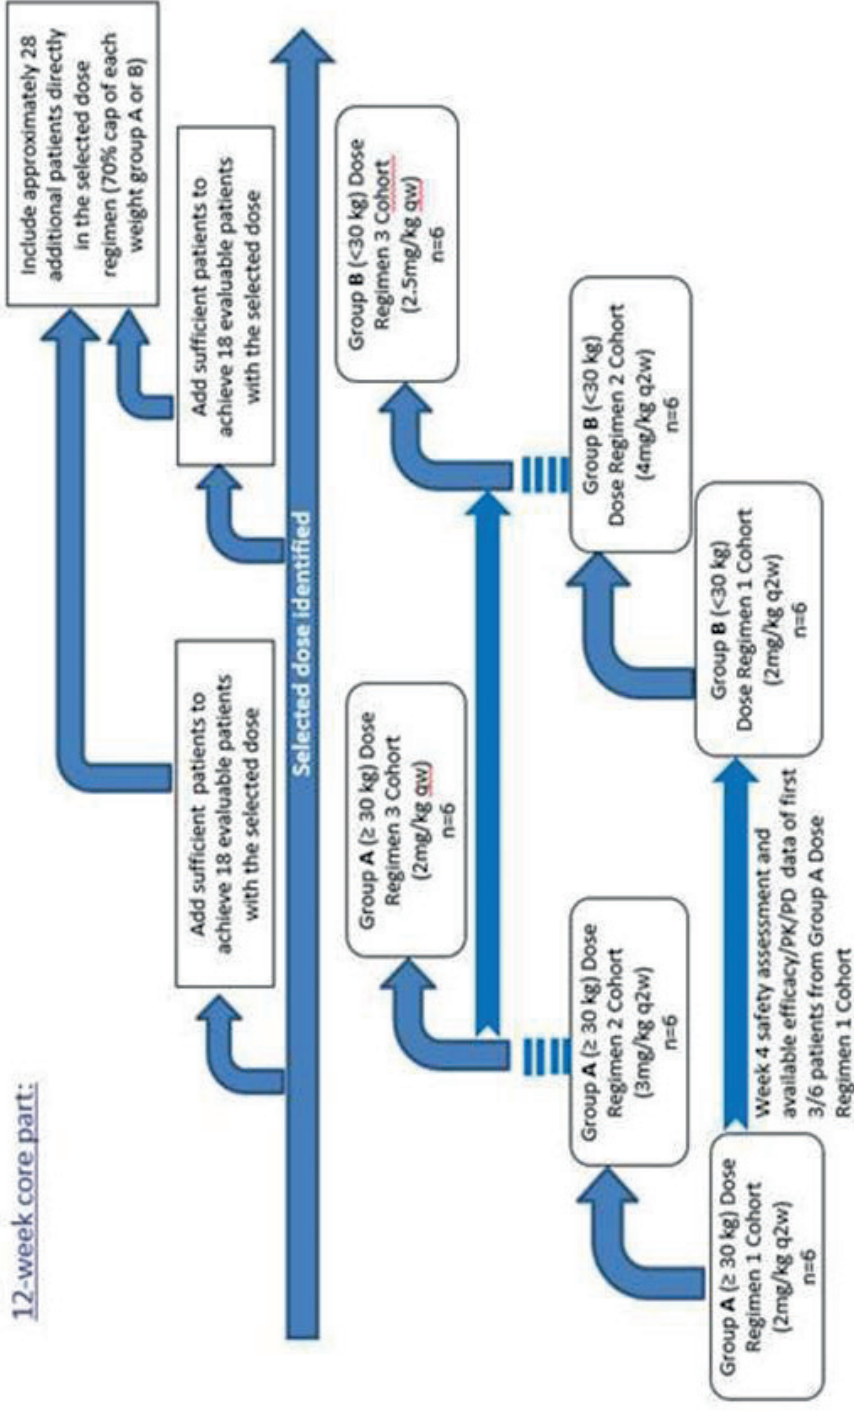 12-week core part:
Include approximately 28
additional patients directly
in the selected dose
regimen (70% cap of each
weight group A or B)
Add sufficient patients to
achieve 18 evaluable patients
with the selected dose
Add sufficient patients to
achieve 18 evaluable patients
with the selected dose
Selected dose identified
Group A (≥ 30 kg) Dose
Regimen 3 Cohort
(2mg/kg qw)
n=6
Group B (<30 kg) Dose
Regimen 3 Cohort
(2.5mg/kg qw)
n=6
Group A (≥ 30 kg) Dose
Regimen 2 Cohort
(3mg/kg q2w)
n=6
Group B (<30 kg)
Dose Regimen 2 Cohort
(4mg/kg q2w)
n=6
Group A (≥ 30 kg) Dose
Regimen 1 Cohort
(2mg/kg q2w)
n=6
Week 4 safety assessment and
available efficacy/PK/PD data of first
3/6 patients from Group A Dose
Regimen 1 Cohort
Group B (<30 kg)
Dose Regimen 1 Cohort
(2mg/kg q2w)
n=6